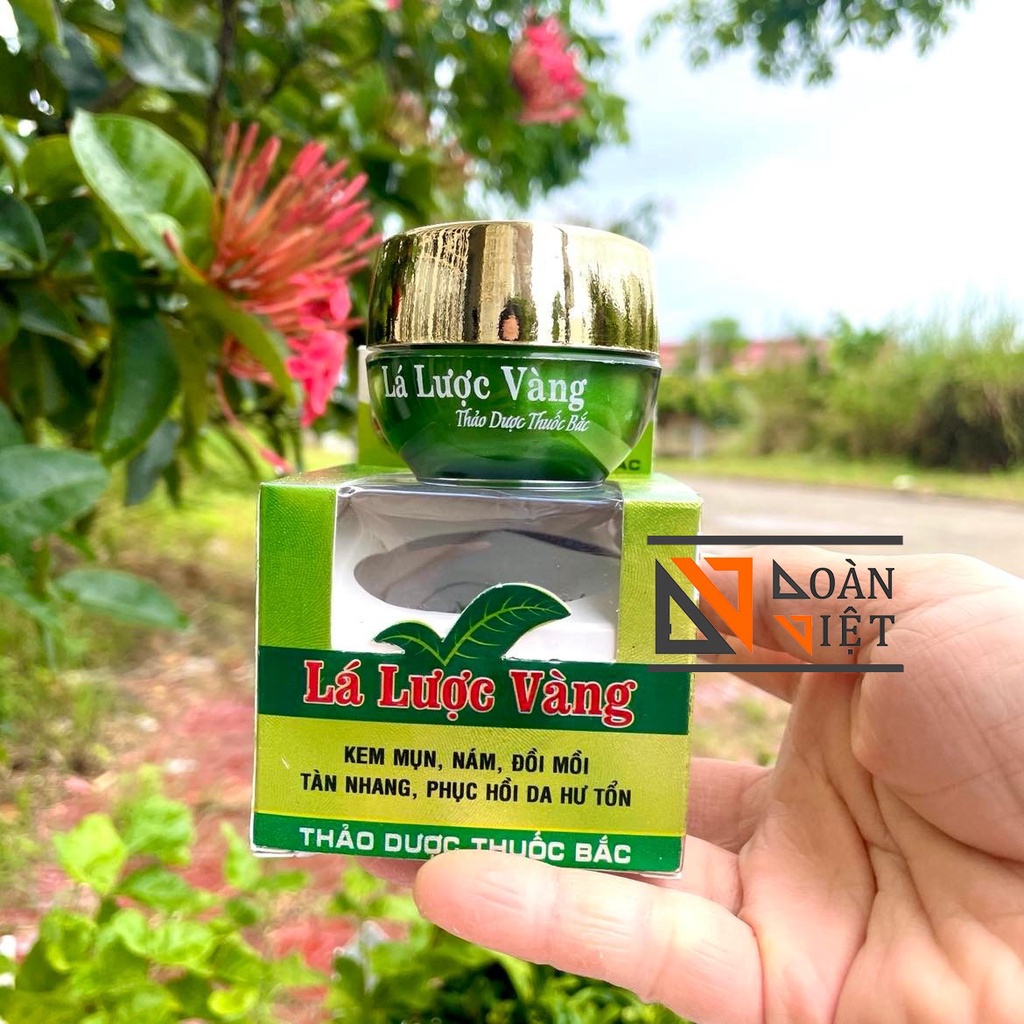 Lá Lược Vàng
Thảo Dược Thuốc Bắc
ẮC
ĐOÀN
VIỆT
Lá Lược Vàng
KEM MỤN, NÁM, ĐỒI MỒI
TÀN NHANG, PHỤC HỒI DA HƯ TỔN
THẢO DƯỢC THUỐC BẮC